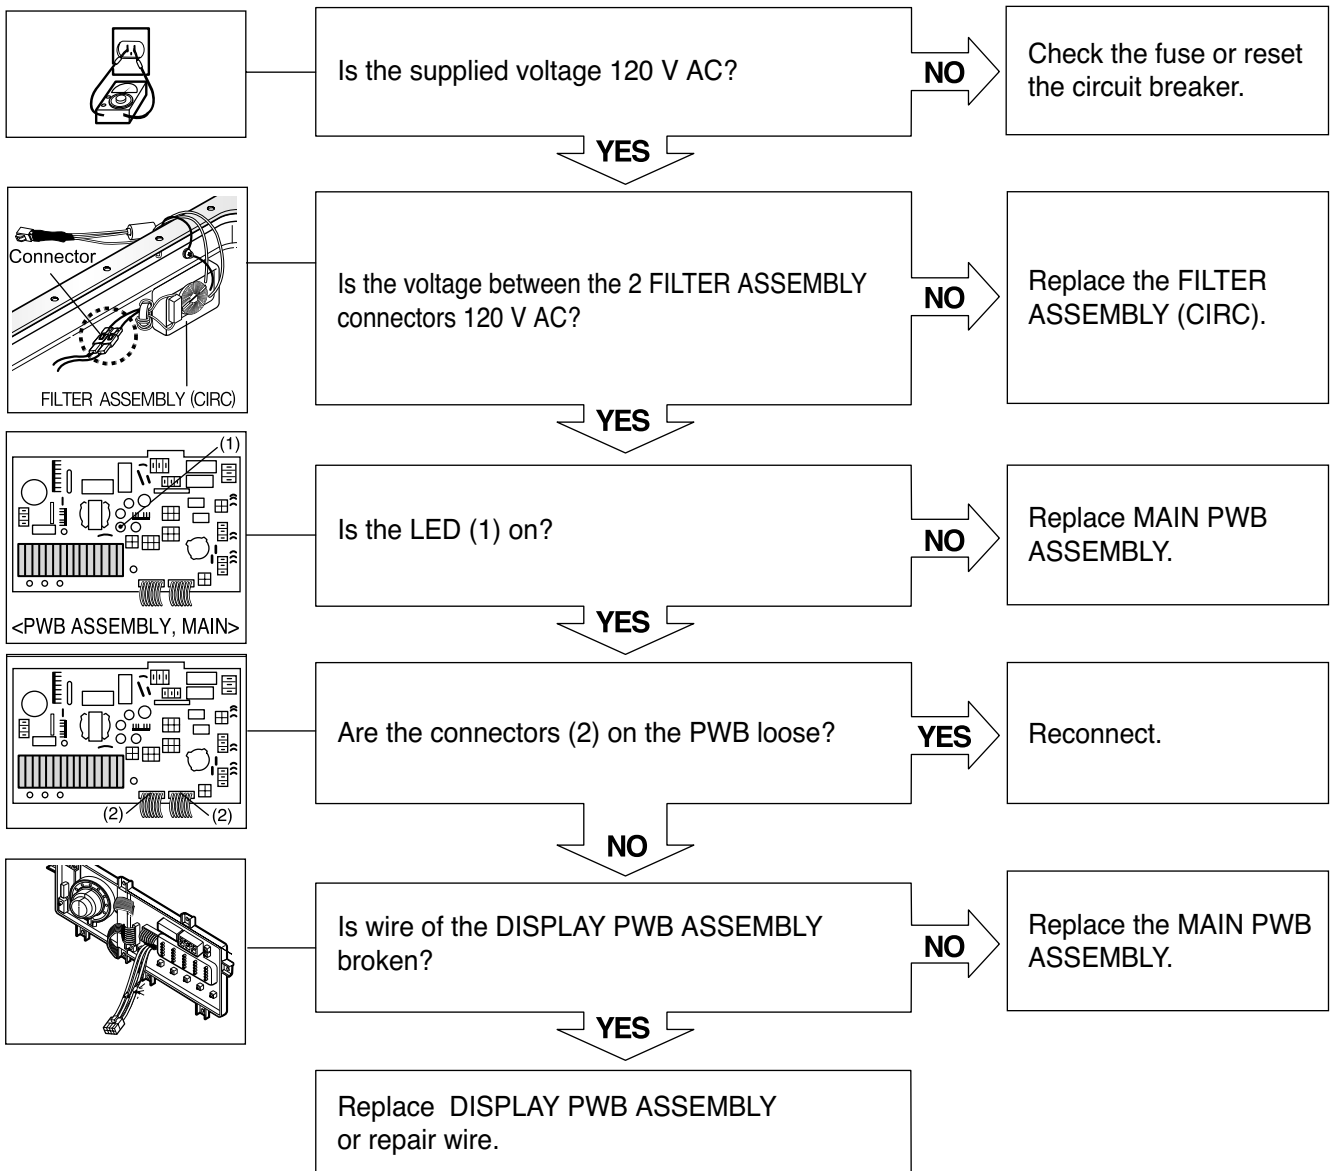 Is the supplied voltage 120 V AC?
NO
Check the fuse or reset
the circuit breaker.
YES
Connector
FILTER ASSEMBLY (CIRC)
Is the voltage between the 2 FILTER ASSEMBLY
connectors 120 V AC?
NO
Replace the FILTER
ASSEMBLY (CIRC).
YES
(1)
<PWB ASSEMBLY, MAIN>
Is the LED (1) on?
NO
Replace MAIN PWB
ASSEMBLY.
YES
(2)
(2)
Are the connectors (2) on the PWB loose?
YES
Reconnect.
NO
Is wire of the DISPLAY PWB ASSEMBLY
broken?
NO
Replace the MAIN PWB
ASSEMBLY.
YES
Replace DISPLAY PWB ASSEMBLY
or repair wire.